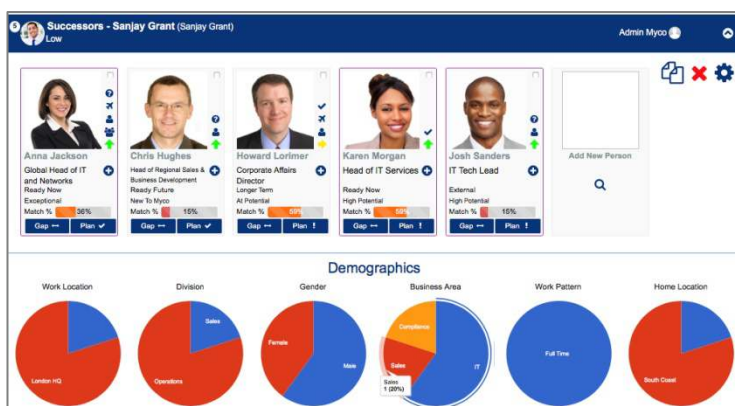 5
Successors - Sanjay Grant (Sanjay Grant)
Low
Admin Myco
Anna Jackson
Global Head of IT
and Networks
Ready Now
Exceptional
Match % 36%
Gap Plan
Chris Hughes
Head of Regional Sales &
Business Development
Ready Future
New To Myco
Match % 15%
Gap Plan
Howard Lorimer
Corporate Affairs
Director
Longer Term
At Potential
Match % 59%
Gap Plan !
Karen Morgan
Head of IT Services
Ready Now
High Potential
Match % 58%
Gap Plan !
Josh Sanders
IT Tech Lead
External
High Potential
Match % 15%
Gap Plan !
Add New Person
Demographics
Work Location
London HQ
Division
Sales
Operations
Gender
Female
Male
Business Area
Compliance
Sales
IT
Sales
1 (20%)
Work Pattern
Full Time
Home Location
South Coast